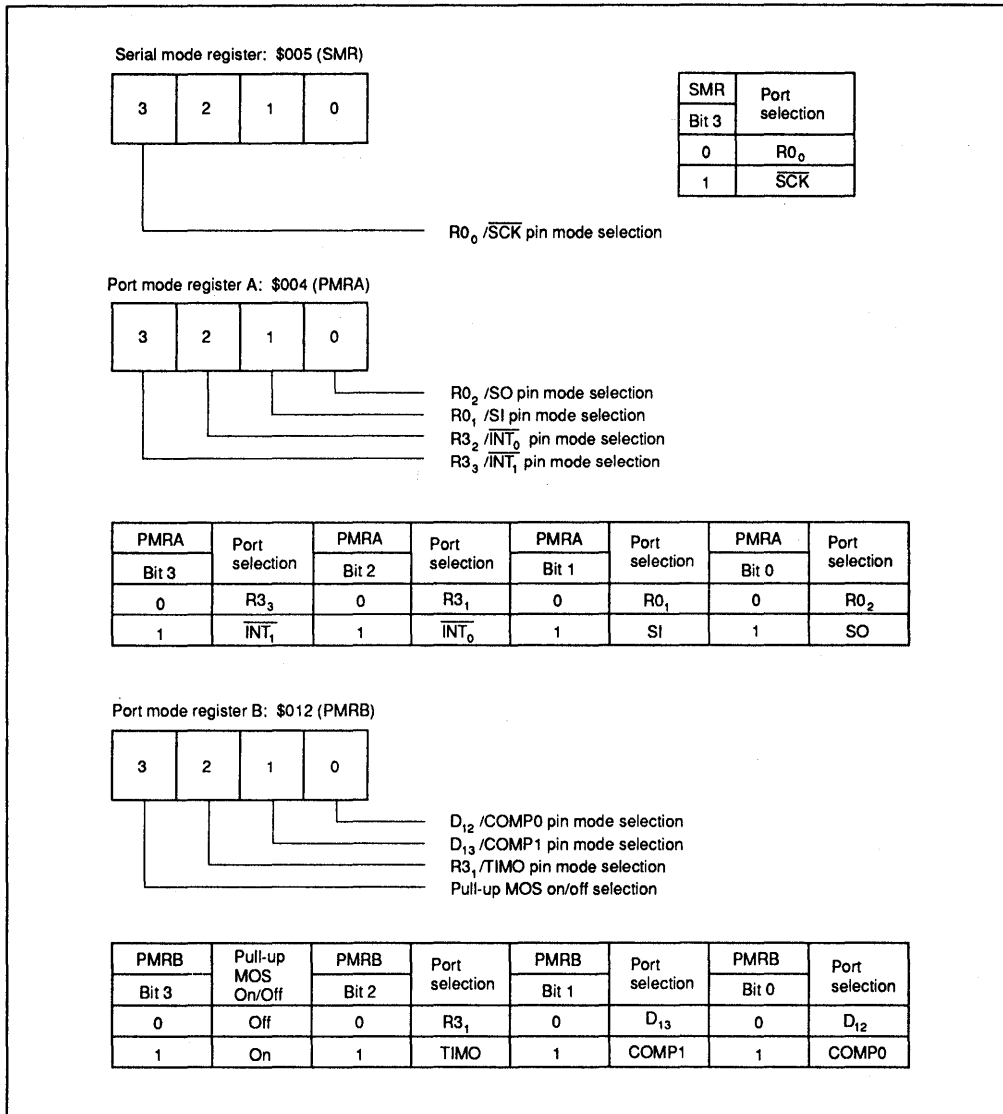 Serial mode register: $005 (SMR)
3 2 1 0
R0₀ /S̅C̅K̅ pin mode selection
SMR Port selection
Bit 3
0 R0₀
1 S̅C̅K̅
Port mode register A: $004 (PMRA)
3 2 1 0
R0₂ /SO pin mode selection
R0₁ /SI pin mode selection
R3₂ /I̅N̅T̅₀ pin mode selection
R3₃ /I̅N̅T̅₁ pin mode selection
PMRA Port selection PMRA Port selection PMRA Port selection PMRA Port selection
Bit 3 Bit 2 Bit 1 Bit 0
0 R3₃ 0 R3₁ 0 R0₁ 0 R0₂
1 I̅N̅T̅₁ 1 I̅N̅T̅₀ 1 SI 1 SO
Port mode register B: $012 (PMRB)
3 2 1 0
D₁₂ /COMP0 pin mode selection
D₁₃ /COMP1 pin mode selection
R3₁ /TIMO pin mode selection
Pull-up MOS on/off selection
PMRB Pull-up MOS On/Off PMRB Port selection PMRB Port selection PMRB Port selection
Bit 3 Bit 2 Bit 1 Bit 0
0 Off 0 R3₁ 0 D₁₃ 0 D₁₂
1 On 1 TIMO 1 COMP1 1 COMP0